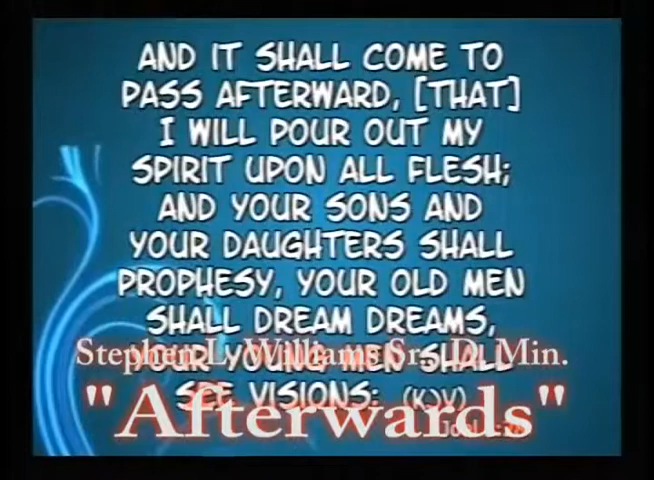 AND IT SHALL COME TO
PASS AFTERWARD, [THAT]
I WILL POUR OUT MY
SPIRIT UPON ALL FLESH;
AND YOUR SONS AND
YOUR DAUGHTERS SHALL
PROPHESY, YOUR OLD MEN
SHALL DREAM DREAMS,
YOUR YOUNG MEN SHALL
Stephen L. Williams Sr., D. Min.
SEE VISIONS: (KJV)
"Afterwards"